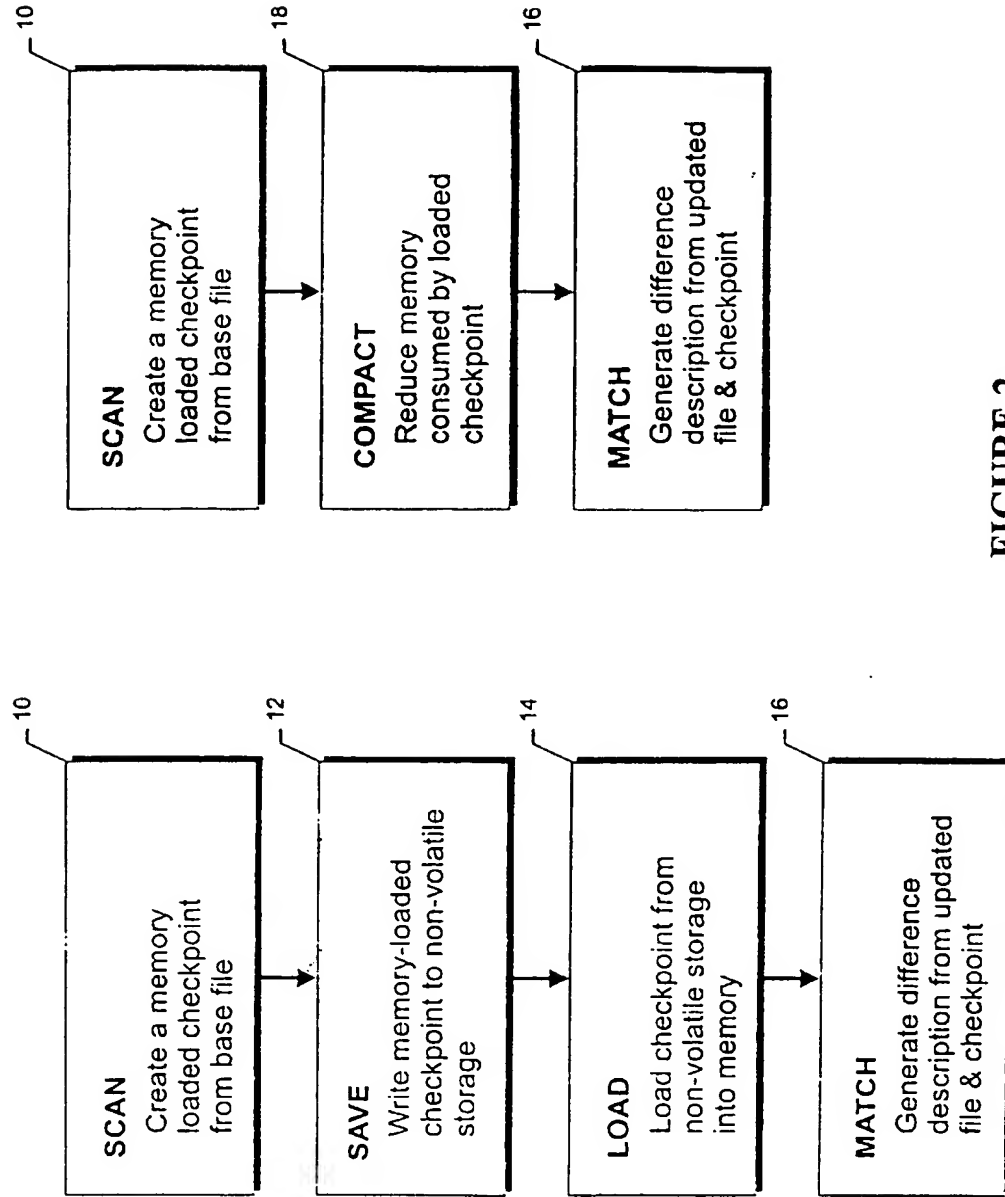 10
SCAN
Create a memory
loaded checkpoint
from base file
12
SAVE
Write memory-loaded
checkpoint to non-volatile
storage
14
LOAD
Load checkpoint from
non-volatile storage
into memory
16
MATCH
Generate difference
description from updated
file & checkpoint
10
SCAN
Create a memory
loaded checkpoint
from base file
18
COMPACT
Reduce memory
consumed by loaded
checkpoint
16
MATCH
Generate difference
description from updated
file & checkpoint